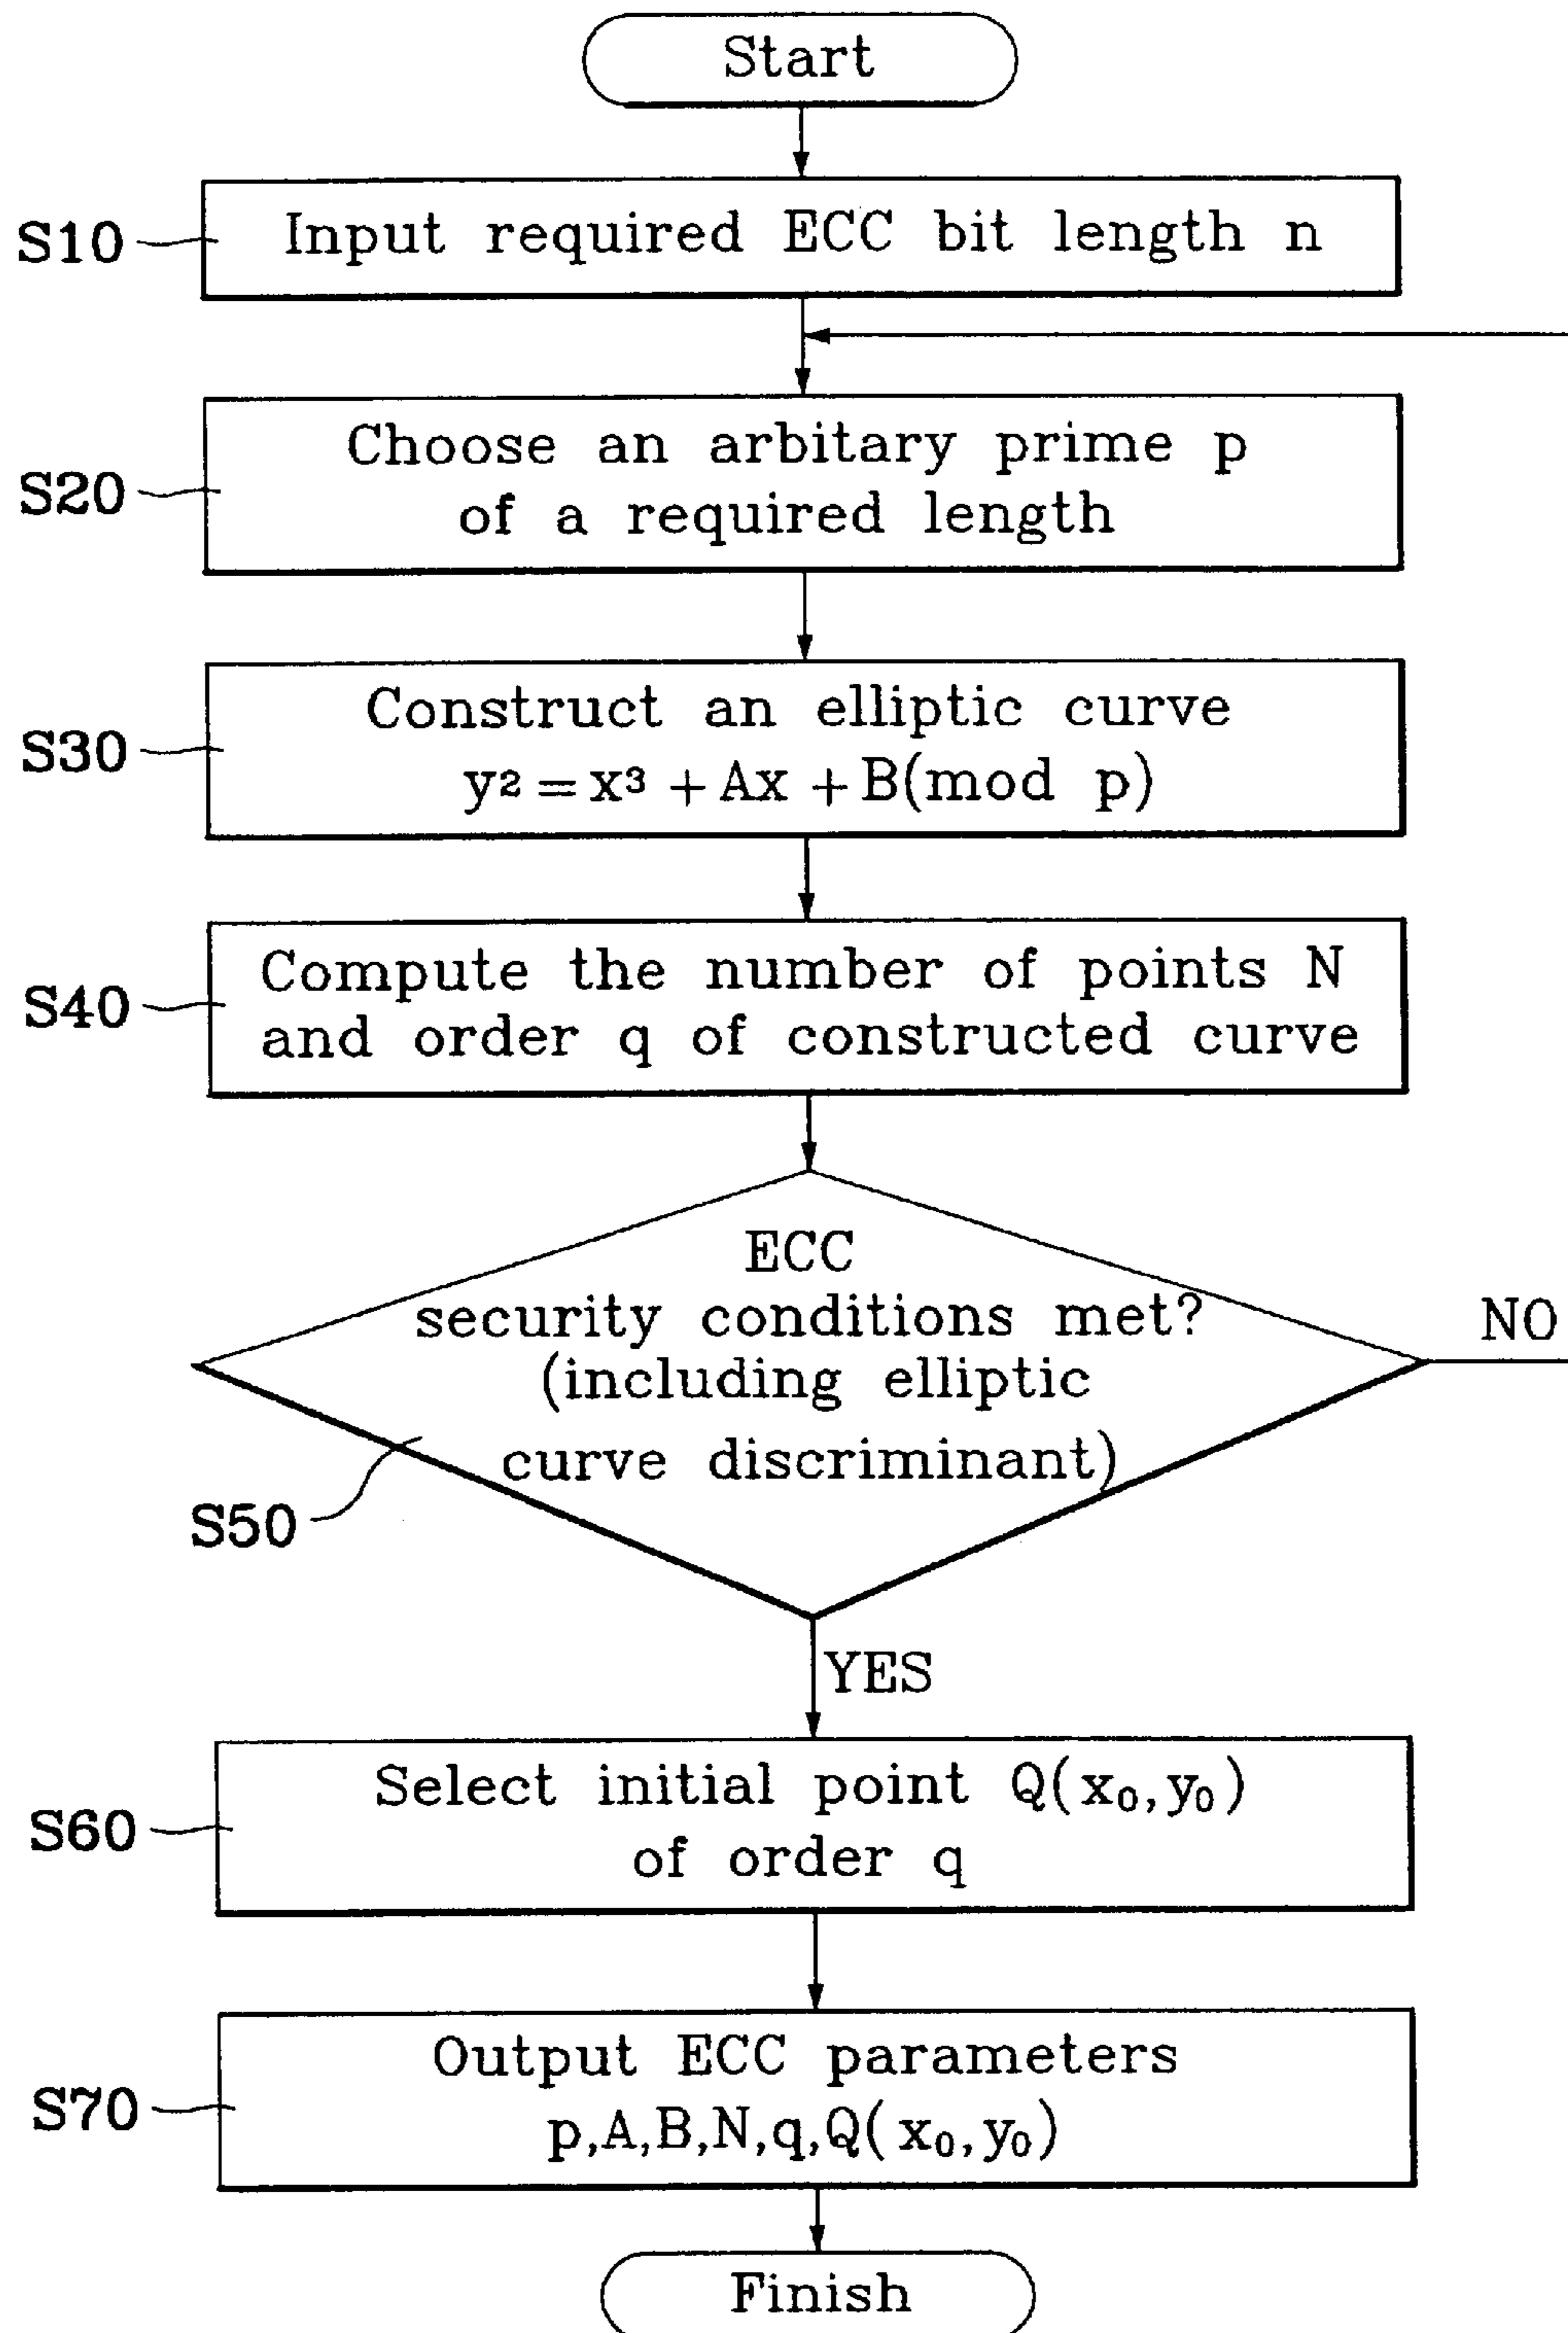 Start
S10
Input required ECC bit length n
S20
Choose an arbitary prime p
of a required length
S30
Construct an elliptic curve
y² = x³ + Ax + B(mod p)
S40
Compute the number of points N
and order q of constructed curve
ECC
security conditions met?
(including elliptic
curve discriminant)
NO
S50
YES
S60
Select initial point Q(x₀,y₀)
of order q
S70
Output ECC parameters
p,A,B,N,q,Q(x₀,y₀)
Finish